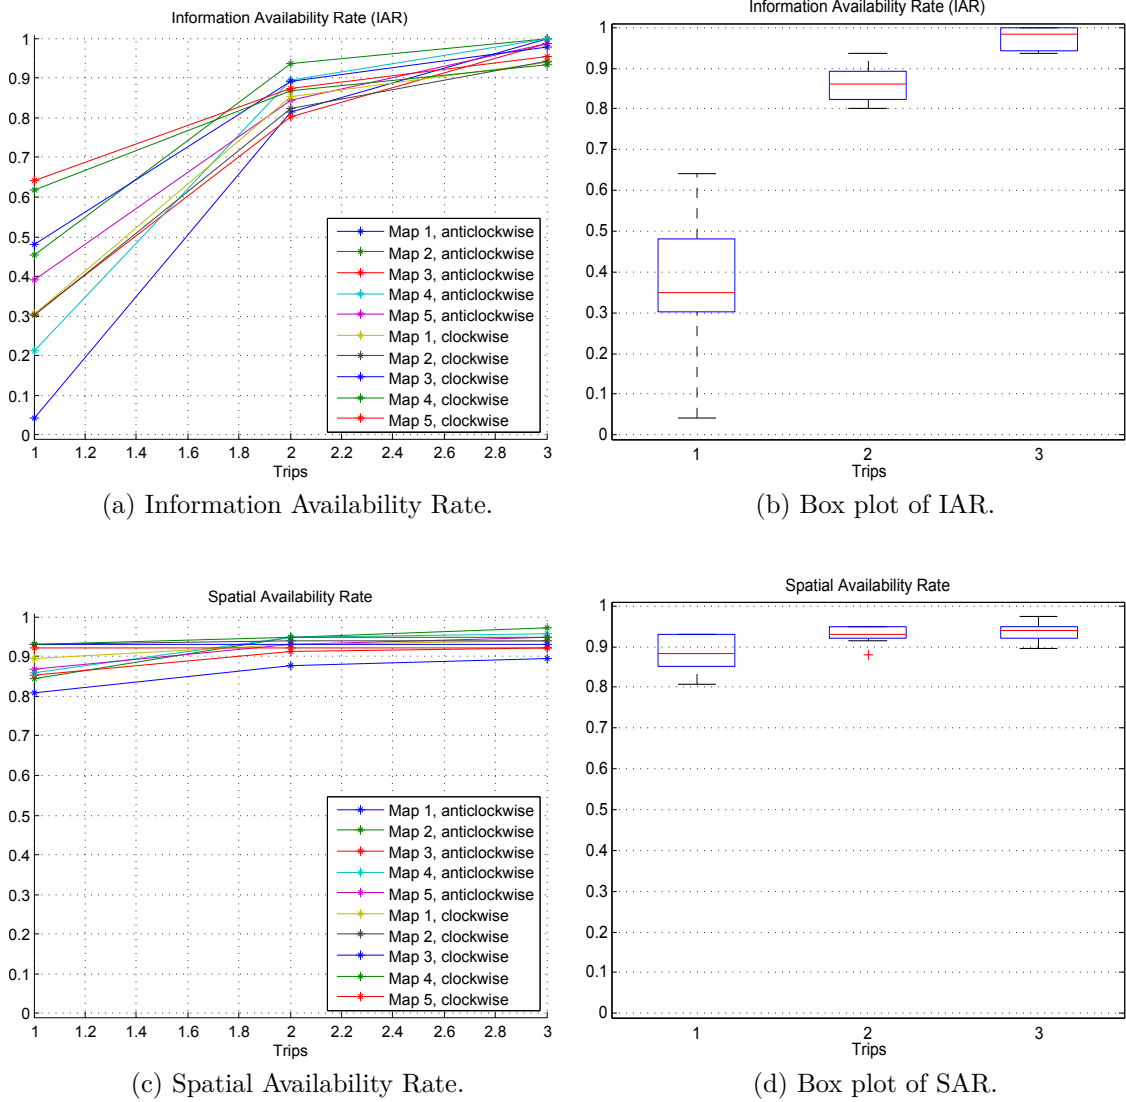 Information Availability Rate (IAR)
1
0.9
0.8
0.7
0.6
0.5
0.4
0.3
0.2
0.1
0
Map 1, anticlockwise
Map 2, anticlockwise
Map 3, anticlockwise
Map 4, anticlockwise
Map 5, anticlockwise
Map 1, clockwise
Map 2, clockwise
Map 3, clockwise
Map 4, clockwise
Map 5, clockwise
1 1.2 1.4 1.6 1.8 2 2.2 2.4 2.6 2.8 3
Trips
(a) Information Availability Rate.
Information Availability Rate (IAR)
1
0.9
0.8
0.7
0.6
0.5
0.4
0.3
0.2
0.1
0
1 2 3
Trips
(b) Box plot of IAR.
Spatial Availability Rate
1
0.9
0.8
0.7
0.6
0.5
0.4
0.3
0.2
0.1
0
Map 1, anticlockwise
Map 2, anticlockwise
Map 3, anticlockwise
Map 4, anticlockwise
Map 5, anticlockwise
Map 1, clockwise
Map 2, clockwise
Map 3, clockwise
Map 4, clockwise
Map 5, clockwise
1 1.2 1.4 1.6 1.8 2 2.2 2.4 2.6 2.8 3
Trips
(c) Spatial Availability Rate.
Spatial Availability Rate
1
0.9
0.8
0.7
0.6
0.5
0.4
0.3
0.2
0.1
0
1 2 3
Trips
(d) Box plot of SAR.